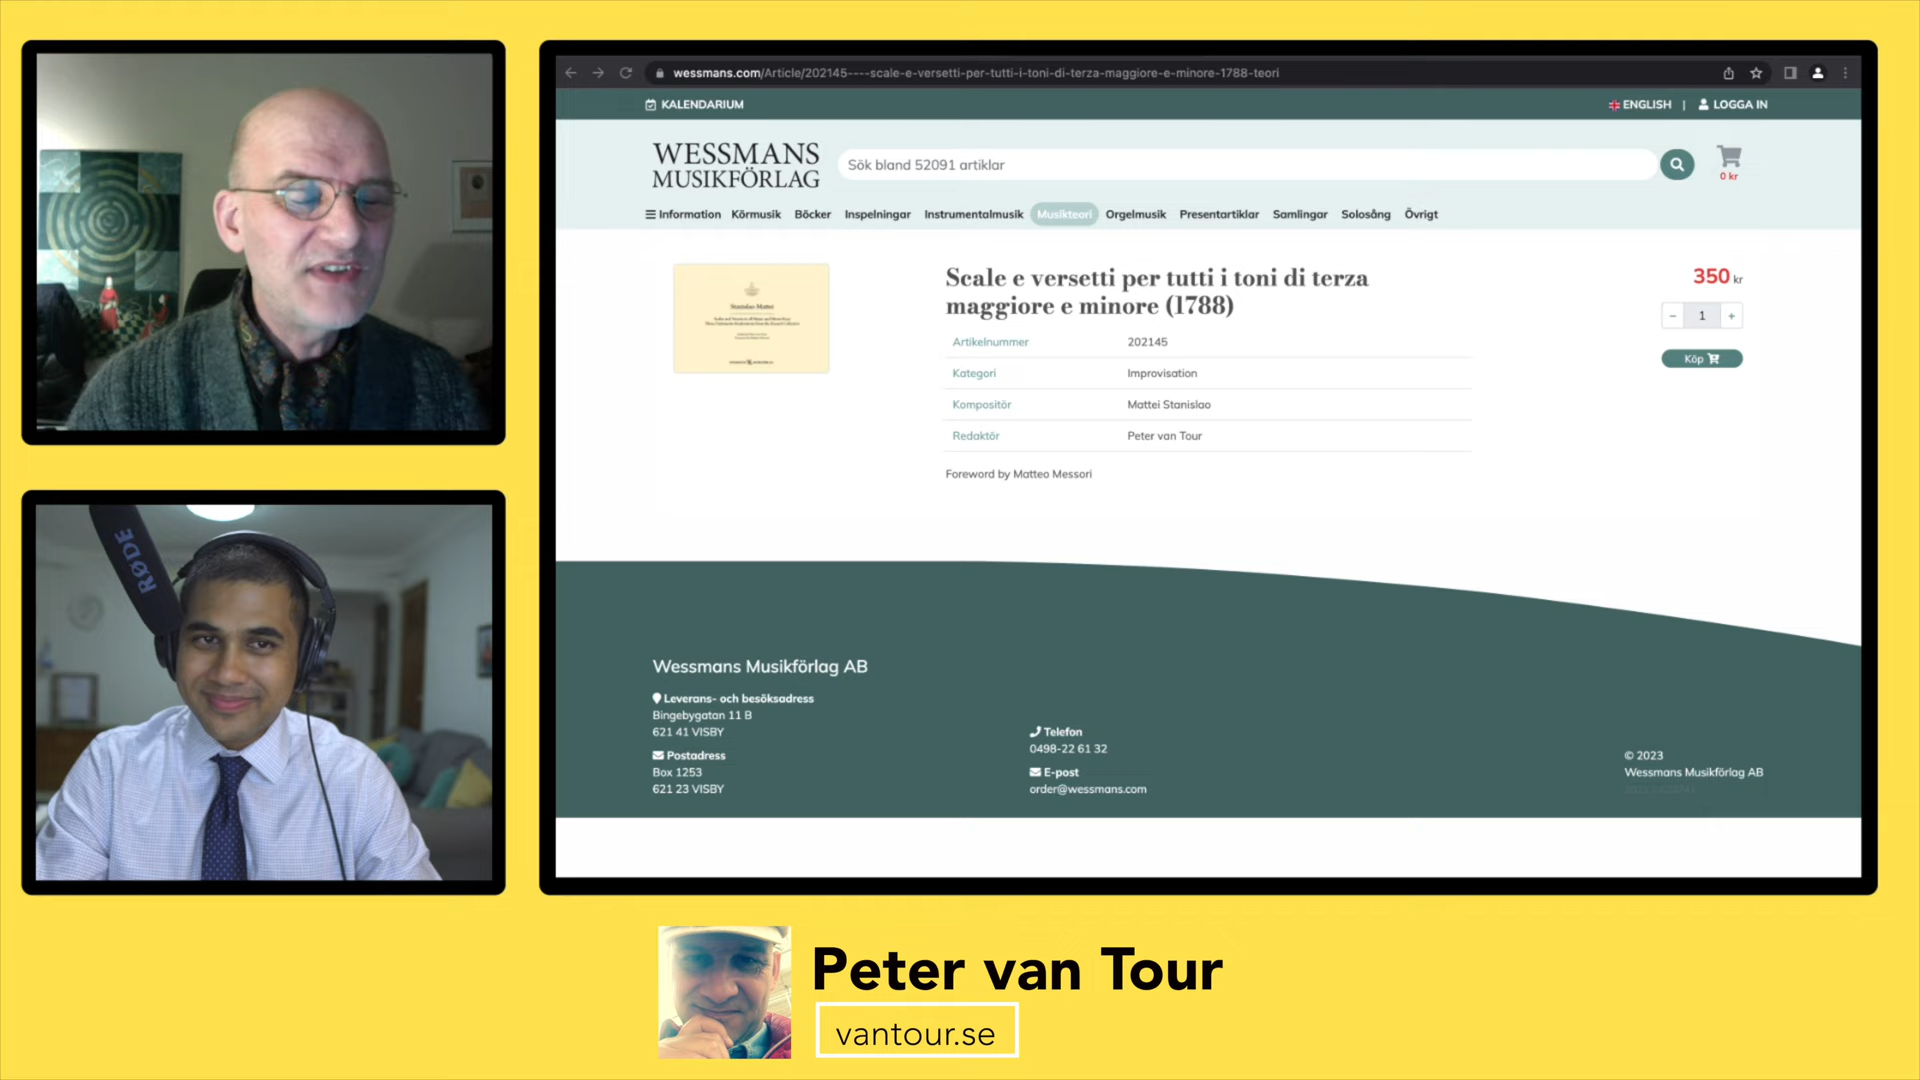 wessmans.com/Article/202145----scale-e-versetti-per-tutti-i-toni-di-terza-maggiore-e-minore-1788-teori
KALENDARIUM
ENGLISH | LOGGA IN
WESSMANS
MUSIKFÖRLAG
Sök bland 52091 artiklar
0 kr
Information Körmusik Böcker Inspelningar Instrumentalmusik Musikteori Orgelmusik Presentartiklar Samlingar Solosång Övrigt
Stanislao Mattei
Scale e versetti per tutti i toni di terza
maggiore e minore (1788)
350 kr
− 1 +
Köp
Artikelnummer 202145
Kategori Improvisation
Kompositör Mattei Stanislao
Redaktör Peter van Tour
Foreword by Matteo Messori
RØDE
Wessmans Musikförlag AB
Leverans- och besöksadress
Bingebygatan 11 B
621 41 VISBY
Postadress
Box 1253
621 23 VISBY
Telefon
0498-22 61 32
E-post
order@wessmans.com
© 2023
Wessmans Musikförlag AB
Peter van Tour
vantour.se